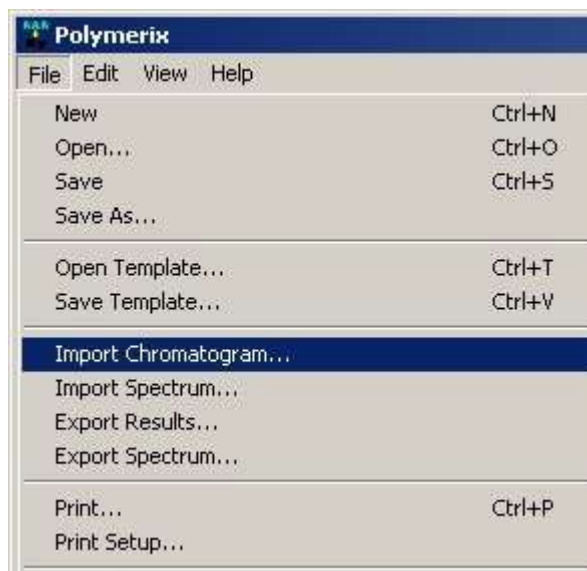 Polymerix
File Edit View Help
New Ctrl+N
Open... Ctrl+O
Save Ctrl+S
Save As...
Open Template... Ctrl+T
Save Template... Ctrl+V
Import Chromatogram...
Import Spectrum...
Export Results...
Export Spectrum...
Print... Ctrl+P
Print Setup...